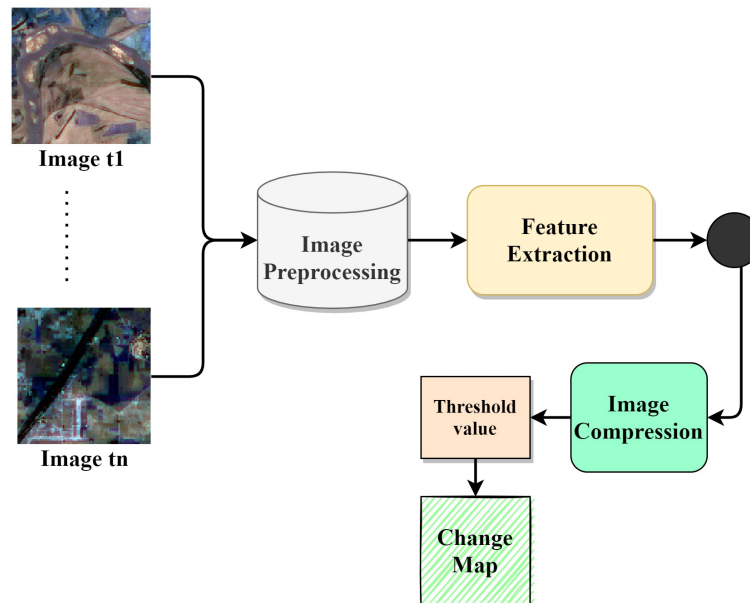 Image t1
Image
Preprocessing
Feature
Extraction
Image tn
Threshold
value
Image
Compression
Change
Map